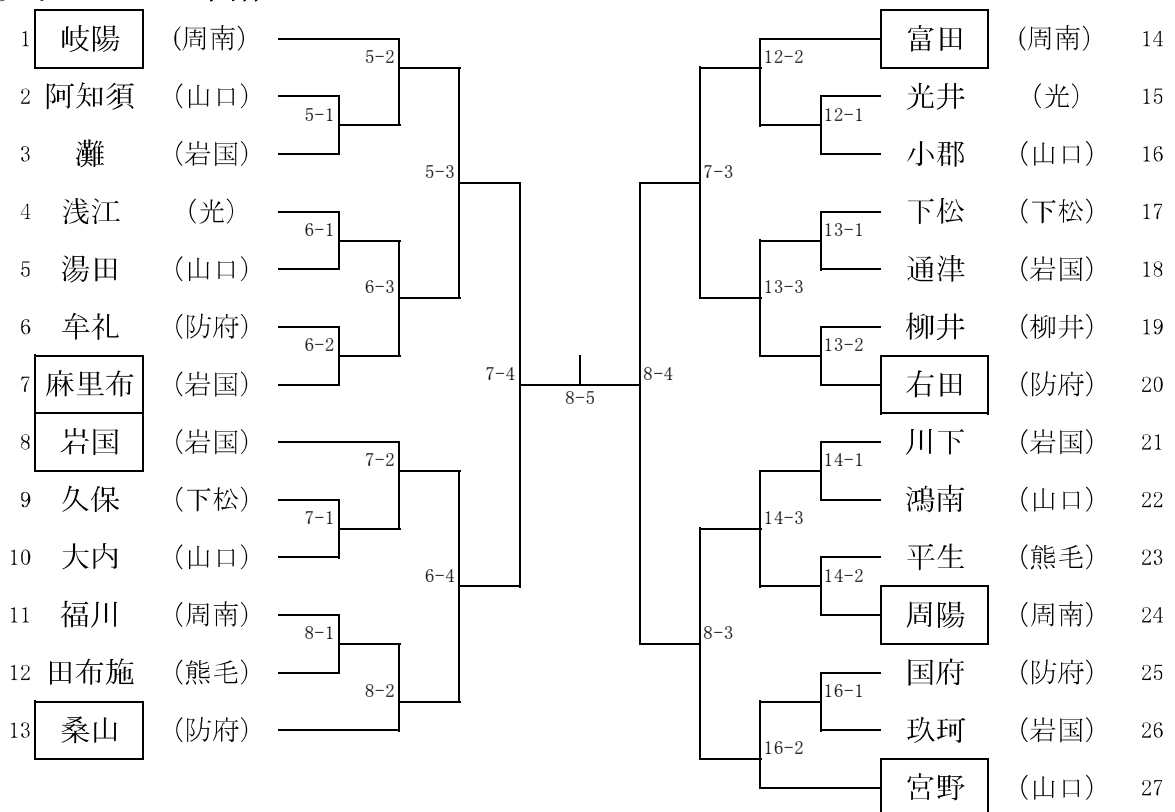 1 岐陽 (周南) 5-2 12-2 富田 (周南) 14
2 阿知須 (山口) 5-1 12-1 光井 (光) 15
3 灘 (岩国) 5-3 7-3 小郡 (山口) 16
4 浅江 (光) 6-1 13-1 下松 (下松) 17
5 湯田 (山口) 6-3 13-3 通津 (岩国) 18
6 牟礼 (防府) 6-2 13-2 柳井 (柳井) 19
7 麻里布 (岩国) 7-4 8-5 8-4 右田 (防府) 20
8 岩国 (岩国) 7-2 14-1 川下 (岩国) 21
9 久保 (下松) 7-1 14-3 鴻南 (山口) 22
10 大内 (山口) 6-4 14-2 平生 (熊毛) 23
11 福川 (周南) 8-1 8-3 周陽 (周南) 24
12 田布施 (熊毛) 8-2 16-1 国府 (防府) 25
13 桑山 (防府) 16-2 玖珂 (岩国) 26
宮野 (山口) 27